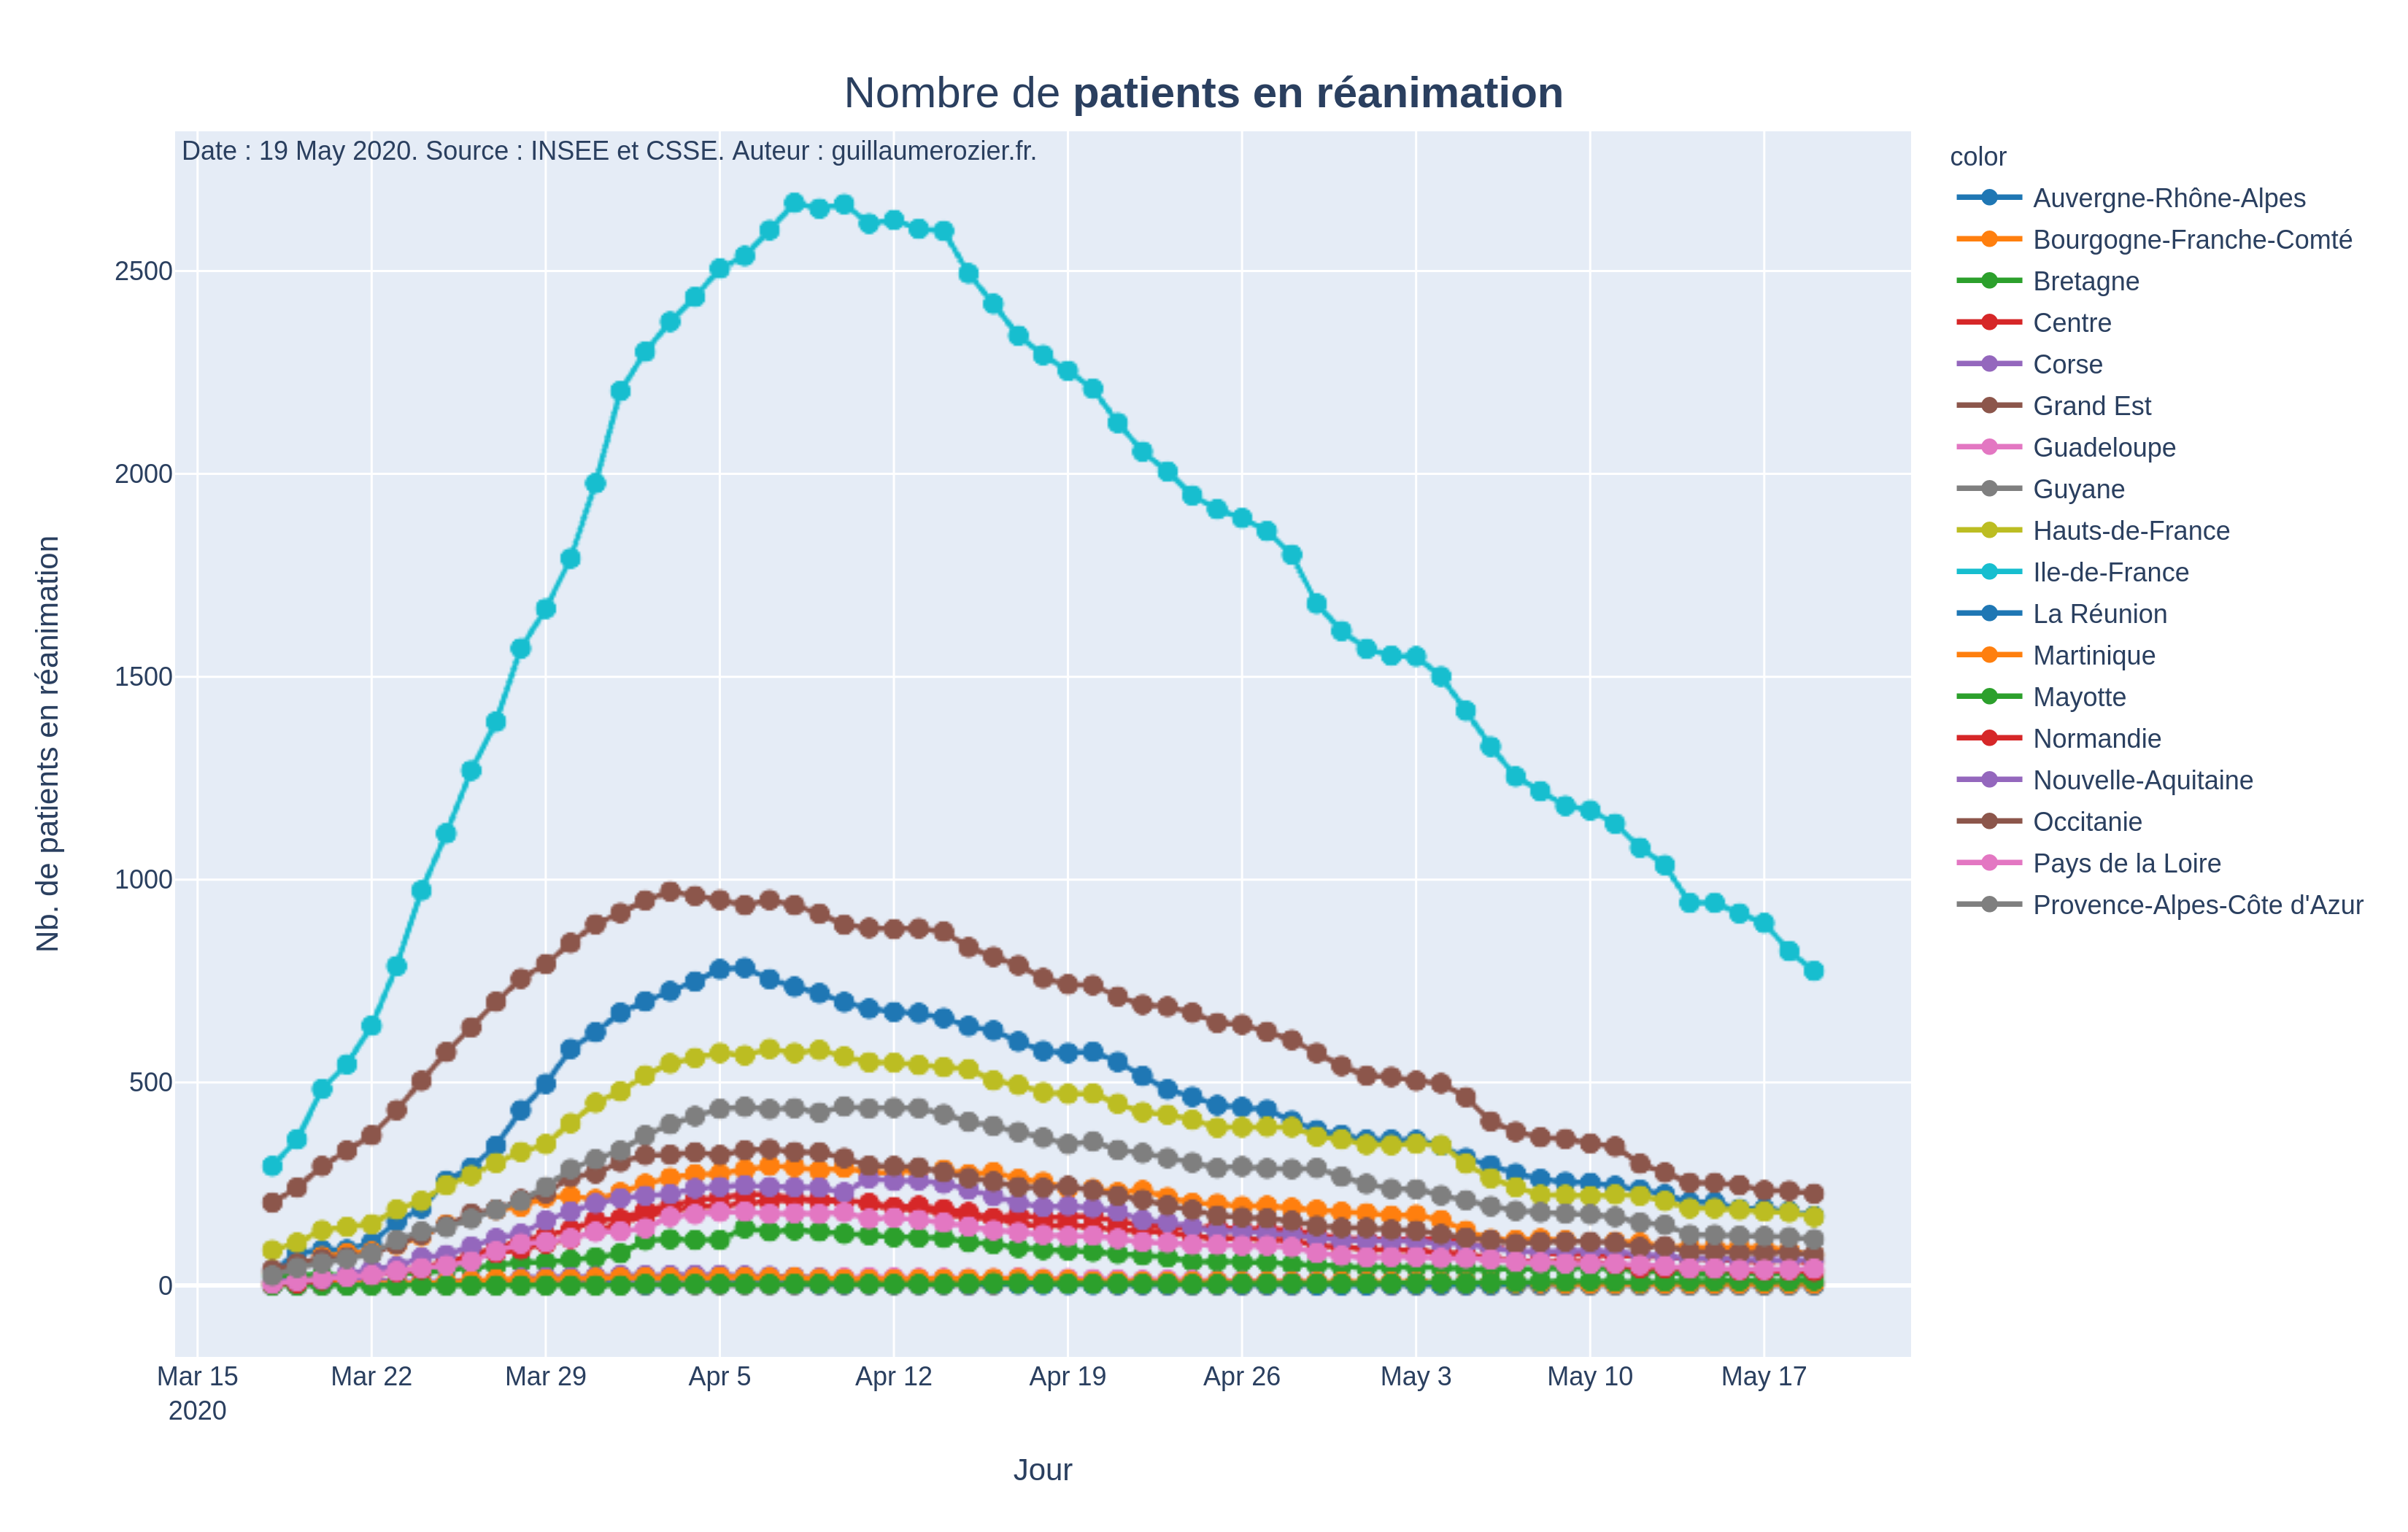 Nombre de patients en réanimation
Date : 19 May 2020. Source : INSEE et CSSE. Auteur : guillaumerozier.fr.
Nb. de patients en réanimation
2500
2000
1500
1000
500
0
Mar 15
2020
Mar 22
Mar 29
Apr 5
Apr 12
Apr 19
Apr 26
May 3
May 10
May 17
Jour
color
Auvergne-Rhône-Alpes
Bourgogne-Franche-Comté
Bretagne
Centre
Corse
Grand Est
Guadeloupe
Guyane
Hauts-de-France
Ile-de-France
La Réunion
Martinique
Mayotte
Normandie
Nouvelle-Aquitaine
Occitanie
Pays de la Loire
Provence-Alpes-Côte d'Azur